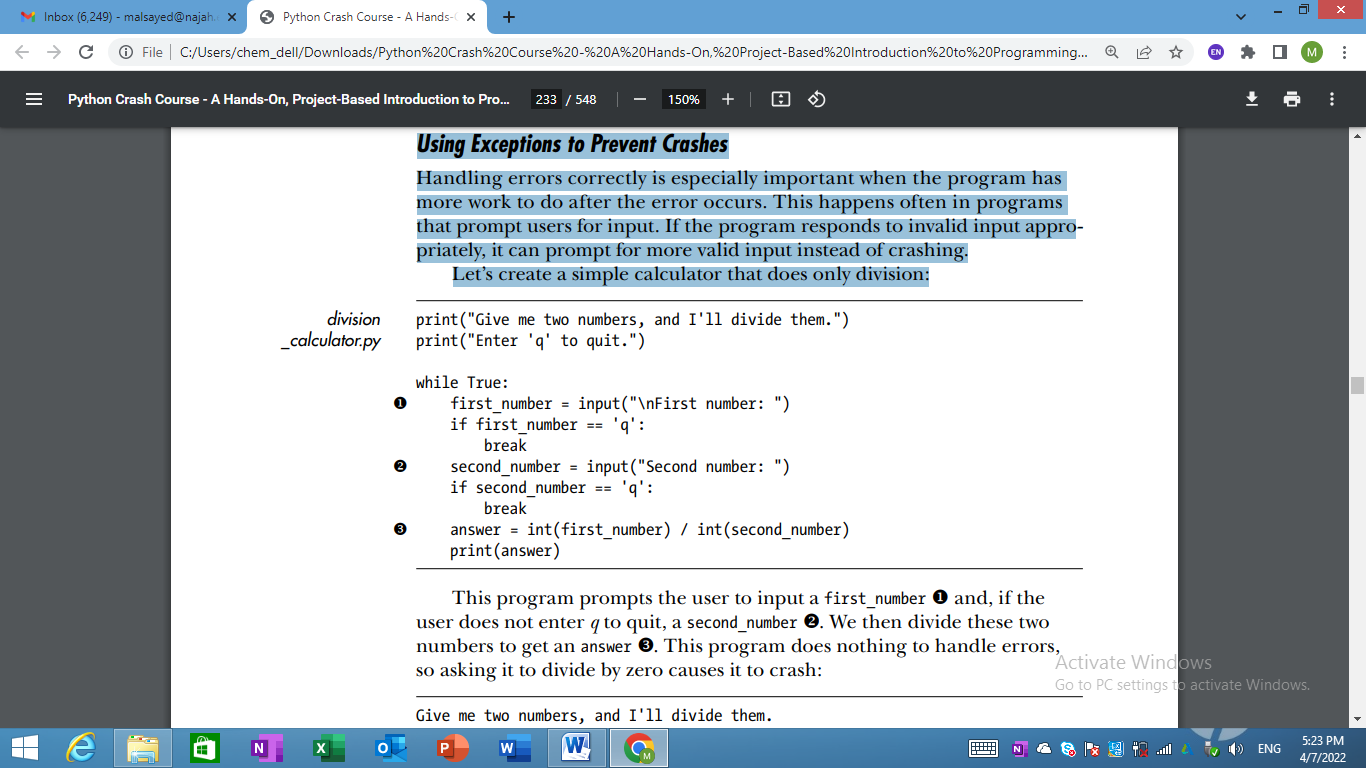 Inbox (6,249) - malsayed@najah.
Python Crash Course - A Hands-O
File
C:/Users/chem_dell/Downloads/Python%20Crash%20Course%20-%20A%20Hands-On,%20Project-Based%20Introduction%20to%20Programming...
EN
M
Python Crash Course - A Hands-On, Project-Based Introduction to Pro...
233 / 548
150%
Using Exceptions to Prevent Crashes
Handling errors correctly is especially important when the program has
more work to do after the error occurs. This happens often in programs
that prompt users for input. If the program responds to invalid input appro-
priately, it can prompt for more valid input instead of crashing.
Let's create a simple calculator that does only division:
division
_calculator.py
print("Give me two numbers, and I'll divide them.")
print("Enter 'q' to quit.")
while True:
❶ first_number = input("\nFirst number: ")
if first_number == 'q':
break
❷ second_number = input("Second number: ")
if second_number == 'q':
break
❸ answer = int(first_number) / int(second_number)
print(answer)
This program prompts the user to input a first_number ❶ and, if the
user does not enter q to quit, a second_number ❷. We then divide these two
numbers to get an answer ❸. This program does nothing to handle errors,
so asking it to divide by zero causes it to crash:
Give me two numbers, and I'll divide them.
Activate Windows
Go to PC settings to activate Windows.
ENG
5:23 PM
4/7/2022